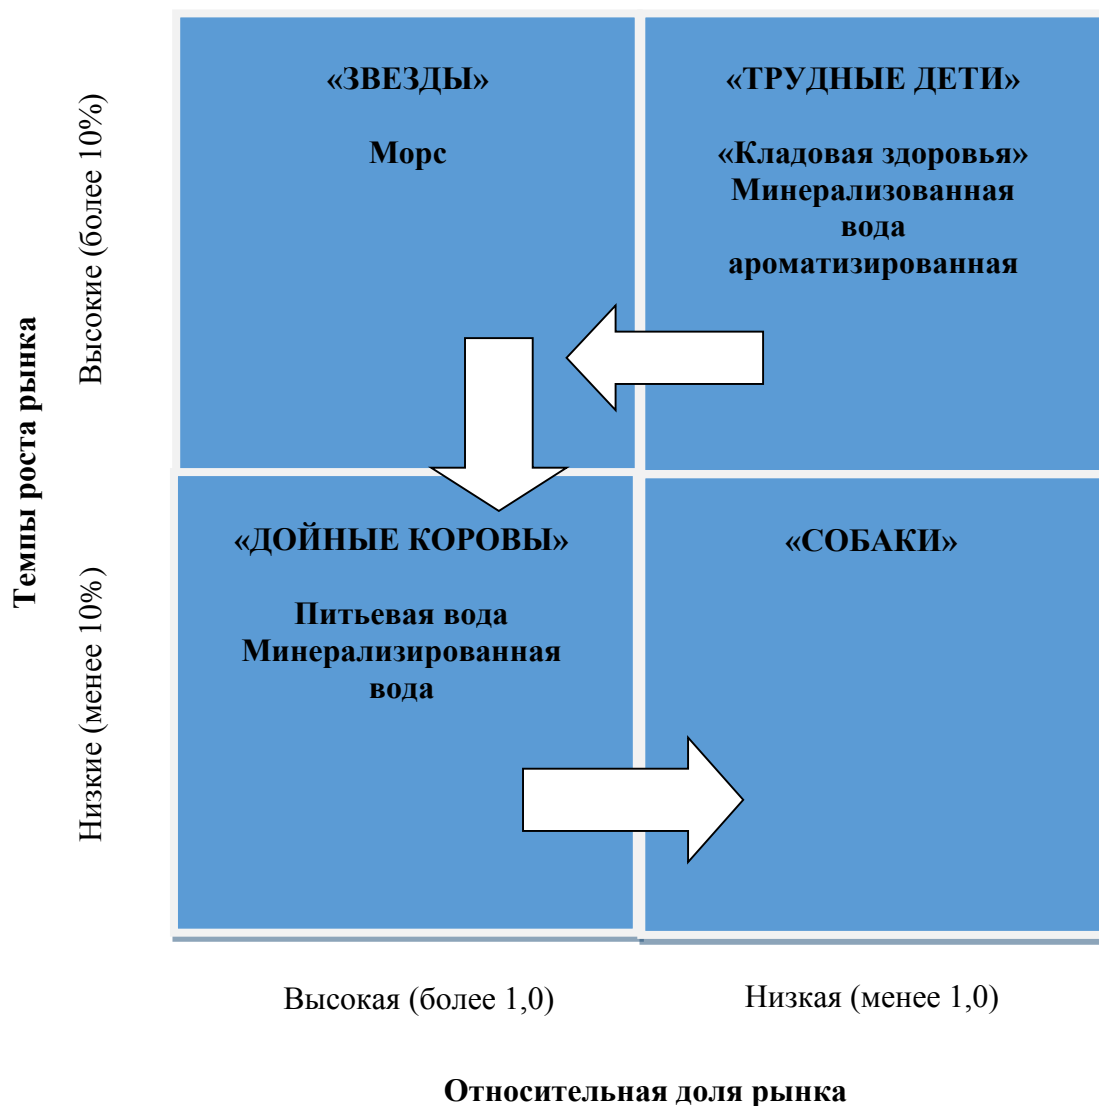 «ЗВЕЗДЫ»
Морс
«ТРУДНЫЕ ДЕТИ»
«Кладовая здоровья»
Минерализованная
вода
ароматизированная
Темпы роста рынка
Высокие (более 10%)
Низкие (менее 10%)
«ДОЙНЫЕ КОРОВЫ»
Питьевая вода
Минерализированная
вода
«СОБАКИ»
Высокая (более 1,0)
Низкая (менее 1,0)
Относительная доля рынка